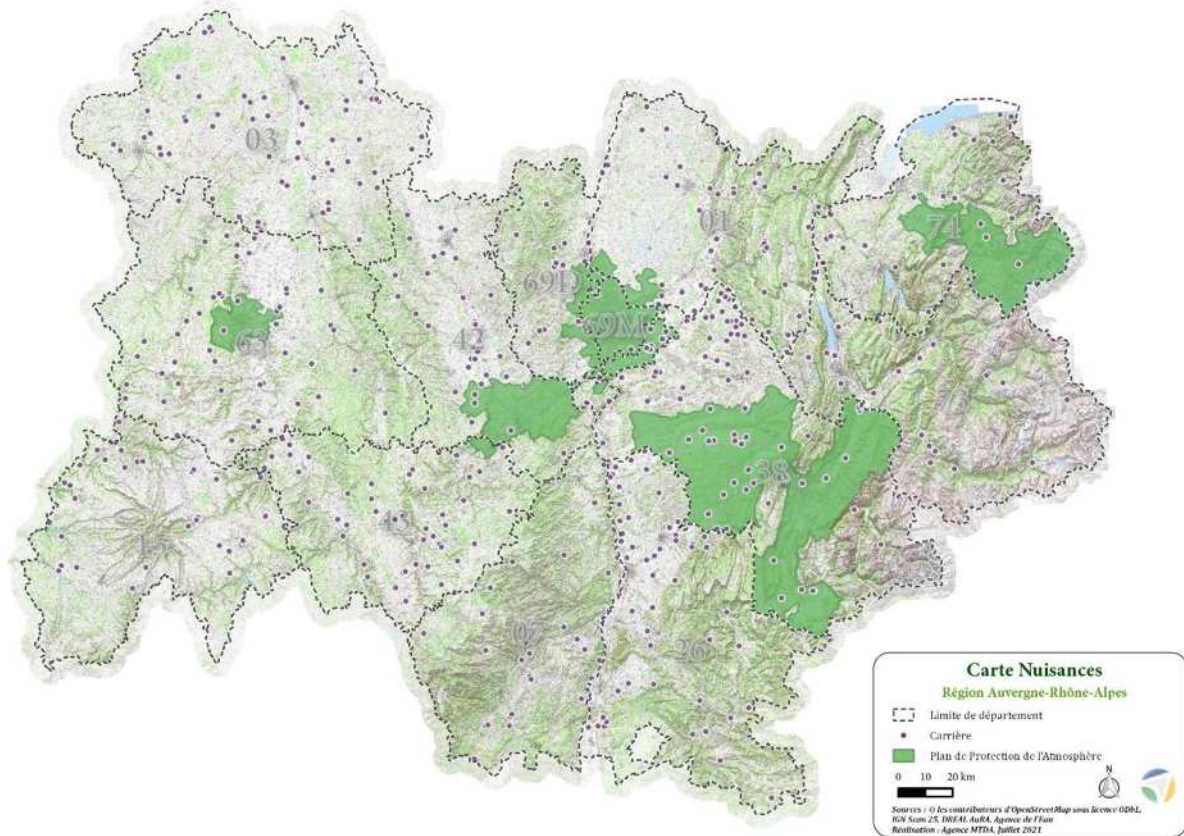 03
01
74
69D
69M
42
63
38
43
15
07
26
Carte Nuisances
Région Auvergne-Rhône-Alpes
Limite de département
Carrière
Plan de Protection de l'Atmosphère
0 10 20 km
N
Sources : © les contributeurs d'OpenStreetMap sous licence ODbL,
IGN Scan 25, DREAL AuRA, Agence de l'Eau
Réalisation : Agence MTDA, Juillet 2021